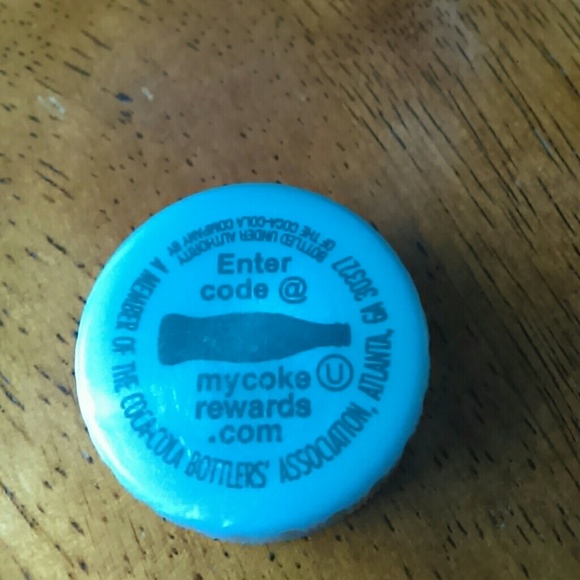 BOTTLED UNDER AUTHORITY
OF THE COCA-COLA COMPANY BY
A MEMBER OF THE COCA-COLA BOTTLERS' ASSOCIATION, ATLANTA, GA 30327
Enter
code @
mycoke U
rewards
.com